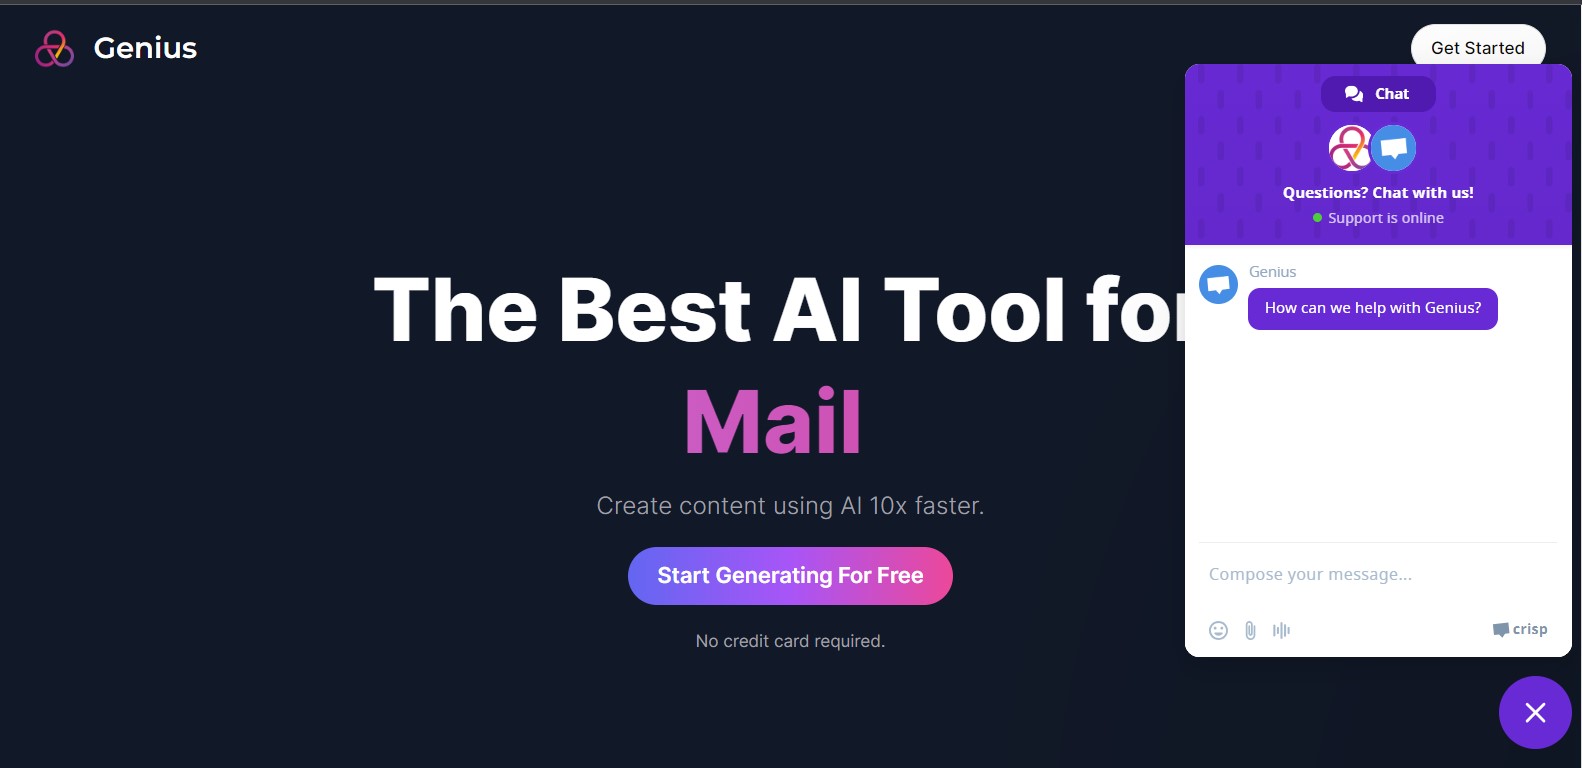 Genius
Get Started
The Best AI Tool for
Mail
Create content using AI 10x faster.
Start Generating For Free
No credit card required.
Chat
Questions? Chat with us!
Support is online
Genius
How can we help with Genius?
Compose your message...
crisp